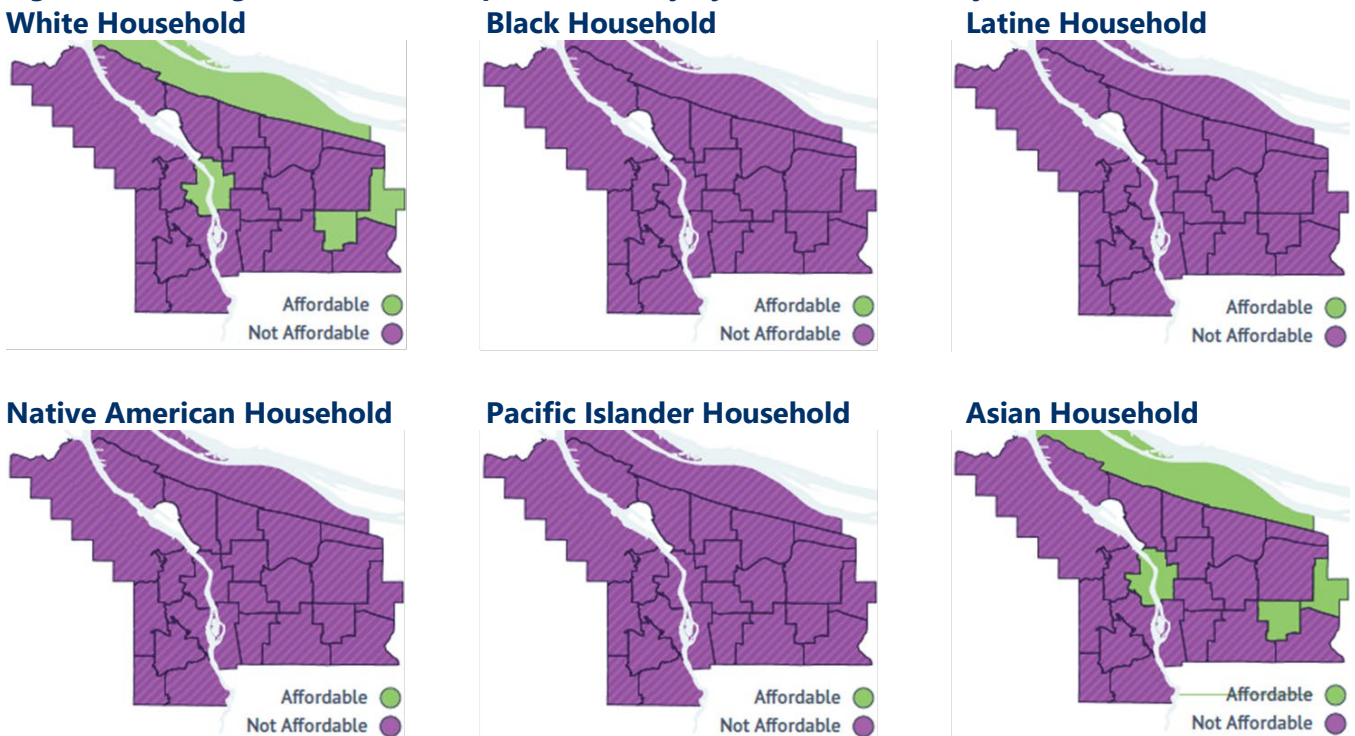 White Household
Black Household
Latine Household
Affordable
Not Affordable
Affordable
Not Affordable
Affordable
Not Affordable
Native American Household
Pacific Islander Household
Asian Household
Affordable
Not Affordable
Affordable
Not Affordable
Affordable
Not Affordable